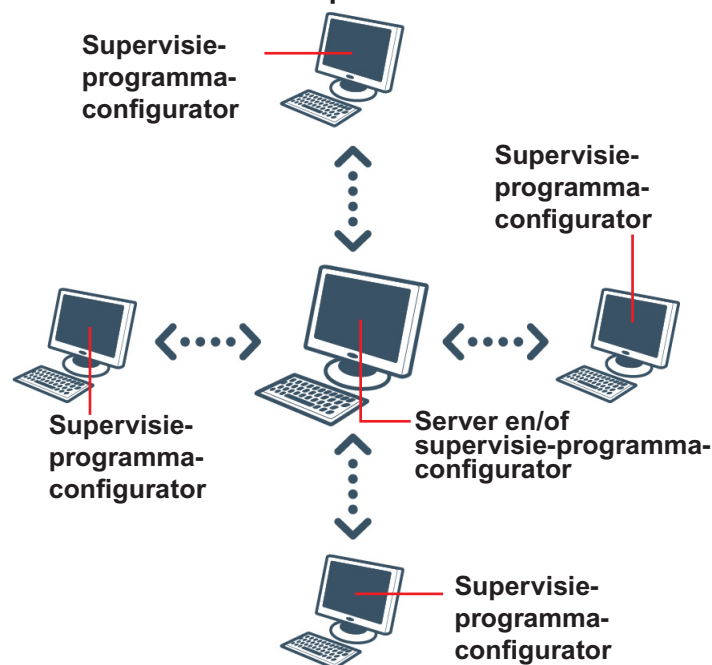 Supervisie-
programma-
configurator
Supervisie-
programma-
configurator
Supervisie-
programma-
configurator
Server en/of
supervisie-programma-
configurator
Supervisie-
programma-
configurator